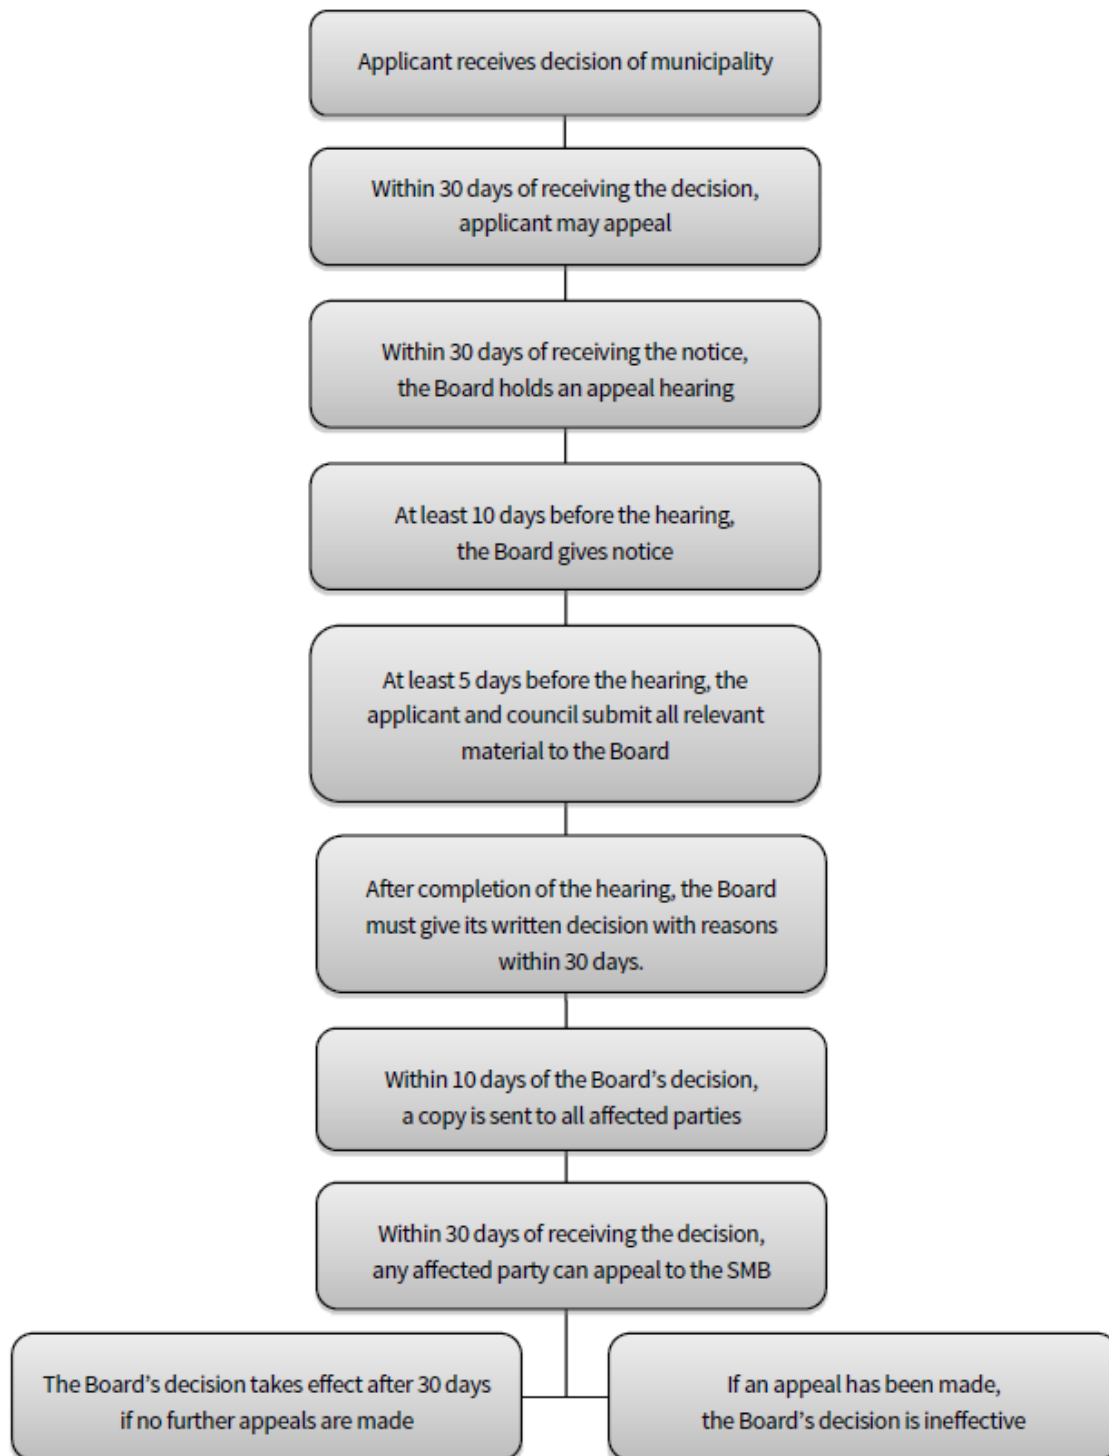 Applicant receives decision of municipality
Within 30 days of receiving the decision,
applicant may appeal
Within 30 days of receiving the notice,
the Board holds an appeal hearing
At least 10 days before the hearing,
the Board gives notice
At least 5 days before the hearing, the
applicant and council submit all relevant
material to the Board
After completion of the hearing, the Board
must give its written decision with reasons
within 30 days.
Within 10 days of the Board’s decision,
a copy is sent to all affected parties
Within 30 days of receiving the decision,
any affected party can appeal to the SMB
The Board’s decision takes effect after 30 days
if no further appeals are made
If an appeal has been made,
the Board’s decision is ineffective